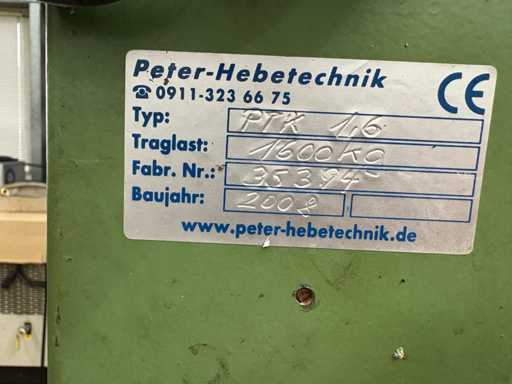 Peter-Hebetechnik
☎ 0911-323 66 75
CE
Typ: PTK 1,6
Traglast: 1600 KG
Fabr. Nr.: 35394
Baujahr: 2008
www.peter-hebetechnik.de